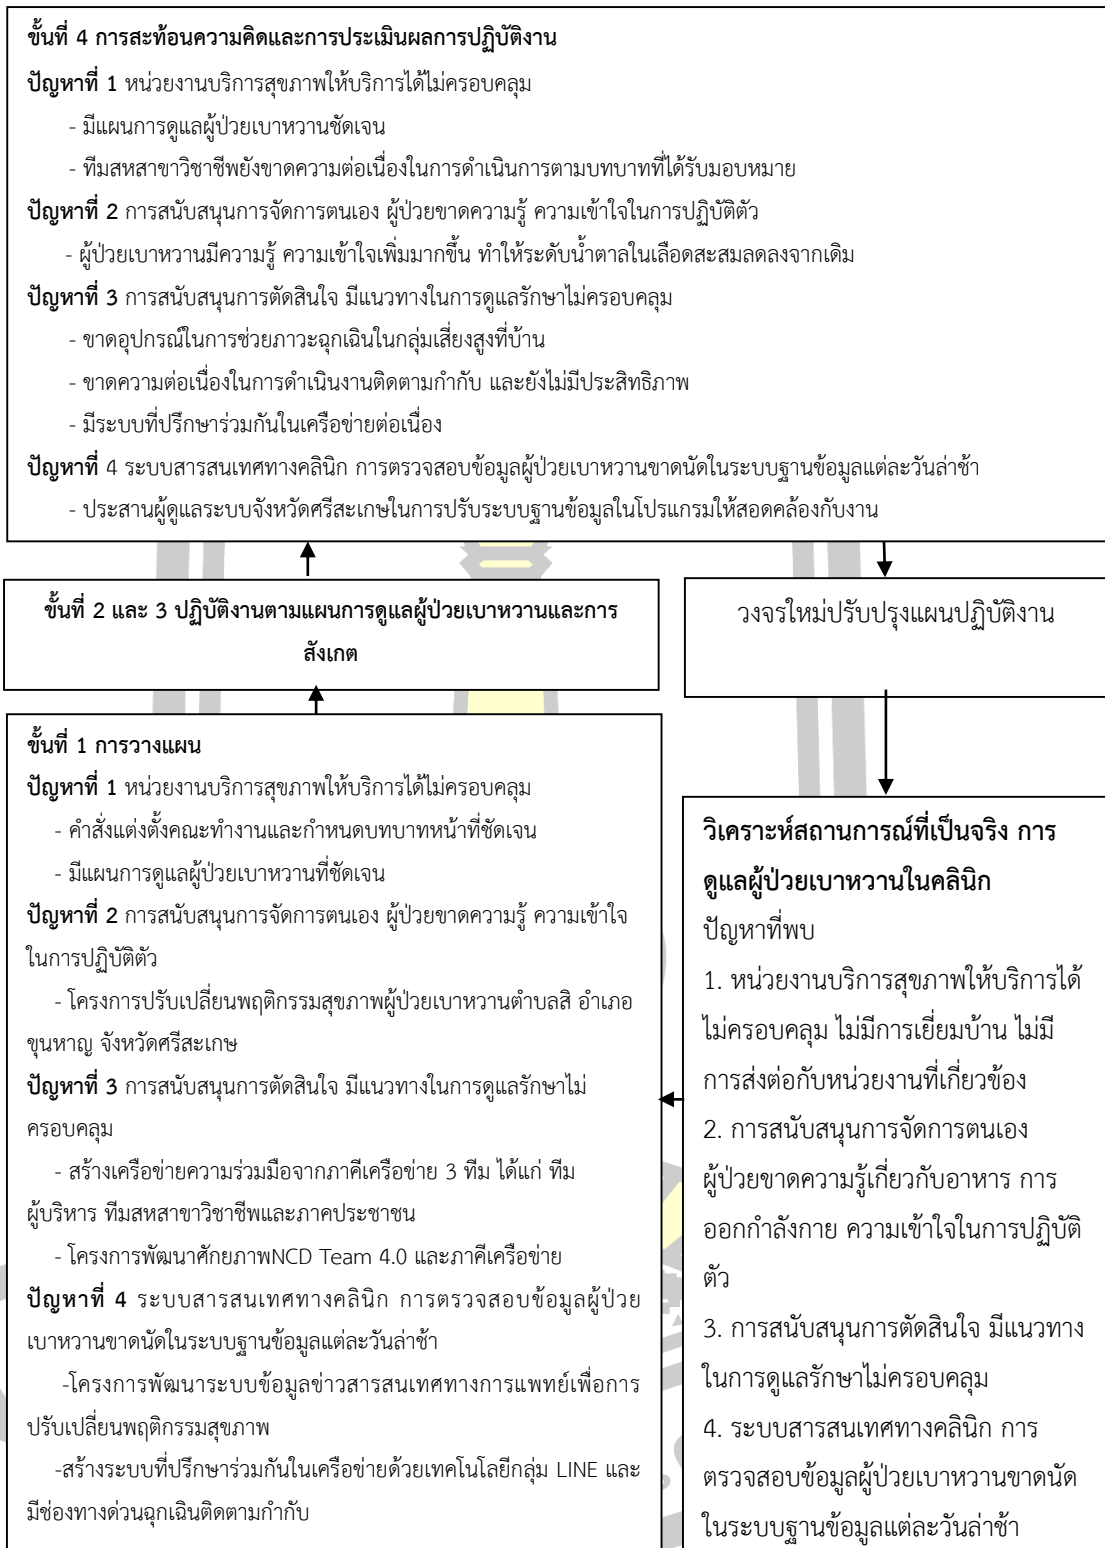 ขั้นที่ 4 การสะท้อนความคิดและการประเมินผลการปฏิบัติงาน
ปัญหาที่ 1 หน่วยงานบริการสุขภาพให้บริการได้ไม่ครอบคลุม
- มีแผนการดูแลผู้ป่วยเบาหวานชัดเจน
- ทีมสหสาขาวิชาชีพยังขาดความต่อเนื่องในการดำเนินการตามบทบาทที่ได้รับมอบหมาย
ปัญหาที่ 2 การสนับสนุนการจัดการตนเอง ผู้ป่วยขาดความรู้ ความเข้าใจในการปฏิบัติตัว
- ผู้ป่วยเบาหวานมีความรู้ ความเข้าใจเพิ่มมากขึ้น ทำให้ระดับน้ำตาลในเลือดสะสมลดลงจากเดิม
ปัญหาที่ 3 การสนับสนุนการตัดสินใจ มีแนวทางในการดูแลรักษาไม่ครอบคลุม
- ขาดอุปกรณ์ในการช่วยภาวะฉุกเฉินในกลุ่มเสี่ยงสูงที่บ้าน
- ขาดความต่อเนื่องในการดำเนินงานติดตามกำกับ และยังไม่มีประสิทธิภาพ
- มีระบบที่ปรึกษาร่วมกันในเครือข่ายต่อเนื่อง
ปัญหาที่ 4 ระบบสารสนเทศทางคลินิก การตรวจสอบข้อมูลผู้ป่วยเบาหวานขาดนัดในระบบฐานข้อมูลแต่ละวันล่าช้า
- ประสานผู้ดูแลระบบจังหวัดศรีสะเกษในการปรับระบบฐานข้อมูลในโปรแกรมให้สอดคล้องกับงาน
ขั้นที่ 2 และ 3 ปฏิบัติงานตามแผนการดูแลผู้ป่วยเบาหวานและการ
สังเกต
วงจรใหม่ปรับปรุงแผนปฏิบัติงาน
ขั้นที่ 1 การวางแผน
ปัญหาที่ 1 หน่วยงานบริการสุขภาพให้บริการได้ไม่ครอบคลุม
- คำสั่งแต่งตั้งคณะทำงานและกำหนดบทบาทหน้าที่ชัดเจน
- มีแผนการดูแลผู้ป่วยเบาหวานที่ชัดเจน
ปัญหาที่ 2 การสนับสนุนการจัดการตนเอง ผู้ป่วยขาดความรู้ ความเข้าใจ
ในการปฏิบัติตัว
- โครงการปรับเปลี่ยนพฤติกรรมสุขภาพผู้ป่วยเบาหวานตำบลสิ อำเภอ
ขุนหาญ จังหวัดศรีสะเกษ
ปัญหาที่ 3 การสนับสนุนการตัดสินใจ มีแนวทางในการดูแลรักษาไม่
ครอบคลุม
- สร้างเครือข่ายความร่วมมือจากภาคีเครือข่าย 3 ทีม ได้แก่ ทีม
ผู้บริหาร ทีมสหสาขาวิชาชีพและภาคประชาชน
- โครงการพัฒนาศักยภาพNCD Team 4.0 และภาคีเครือข่าย
ปัญหาที่ 4 ระบบสารสนเทศทางคลินิก การตรวจสอบข้อมูลผู้ป่วย
เบาหวานขาดนัดในระบบฐานข้อมูลแต่ละวันล่าช้า
-โครงการพัฒนาระบบข้อมูลข่าวสารสนเทศทางการแพทย์เพื่อการ
ปรับเปลี่ยนพฤติกรรมสุขภาพ
-สร้างระบบที่ปรึกษาร่วมกันในเครือข่ายด้วยเทคโนโลยีกลุ่ม LINE และ
มีช่องทางด่วนฉุกเฉินติดตามกำกับ
วิเคราะห์สถานการณ์ที่เป็นจริง การ
ดูแลผู้ป่วยเบาหวานในคลินิก
ปัญหาที่พบ
1. หน่วยงานบริการสุขภาพให้บริการได้
ไม่ครอบคลุม ไม่มีการเยี่ยมบ้าน ไม่มี
การส่งต่อกับหน่วยงานที่เกี่ยวข้อง
2. การสนับสนุนการจัดการตนเอง
ผู้ป่วยขาดความรู้เกี่ยวกับอาหาร การ
ออกกำลังกาย ความเข้าใจในการปฏิบัติ
ตัว
3. การสนับสนุนการตัดสินใจ มีแนวทาง
ในการดูแลรักษาไม่ครอบคลุม
4. ระบบสารสนเทศทางคลินิก การ
ตรวจสอบข้อมูลผู้ป่วยเบาหวานขาดนัด
ในระบบฐานข้อมูลแต่ละวันล่าช้า